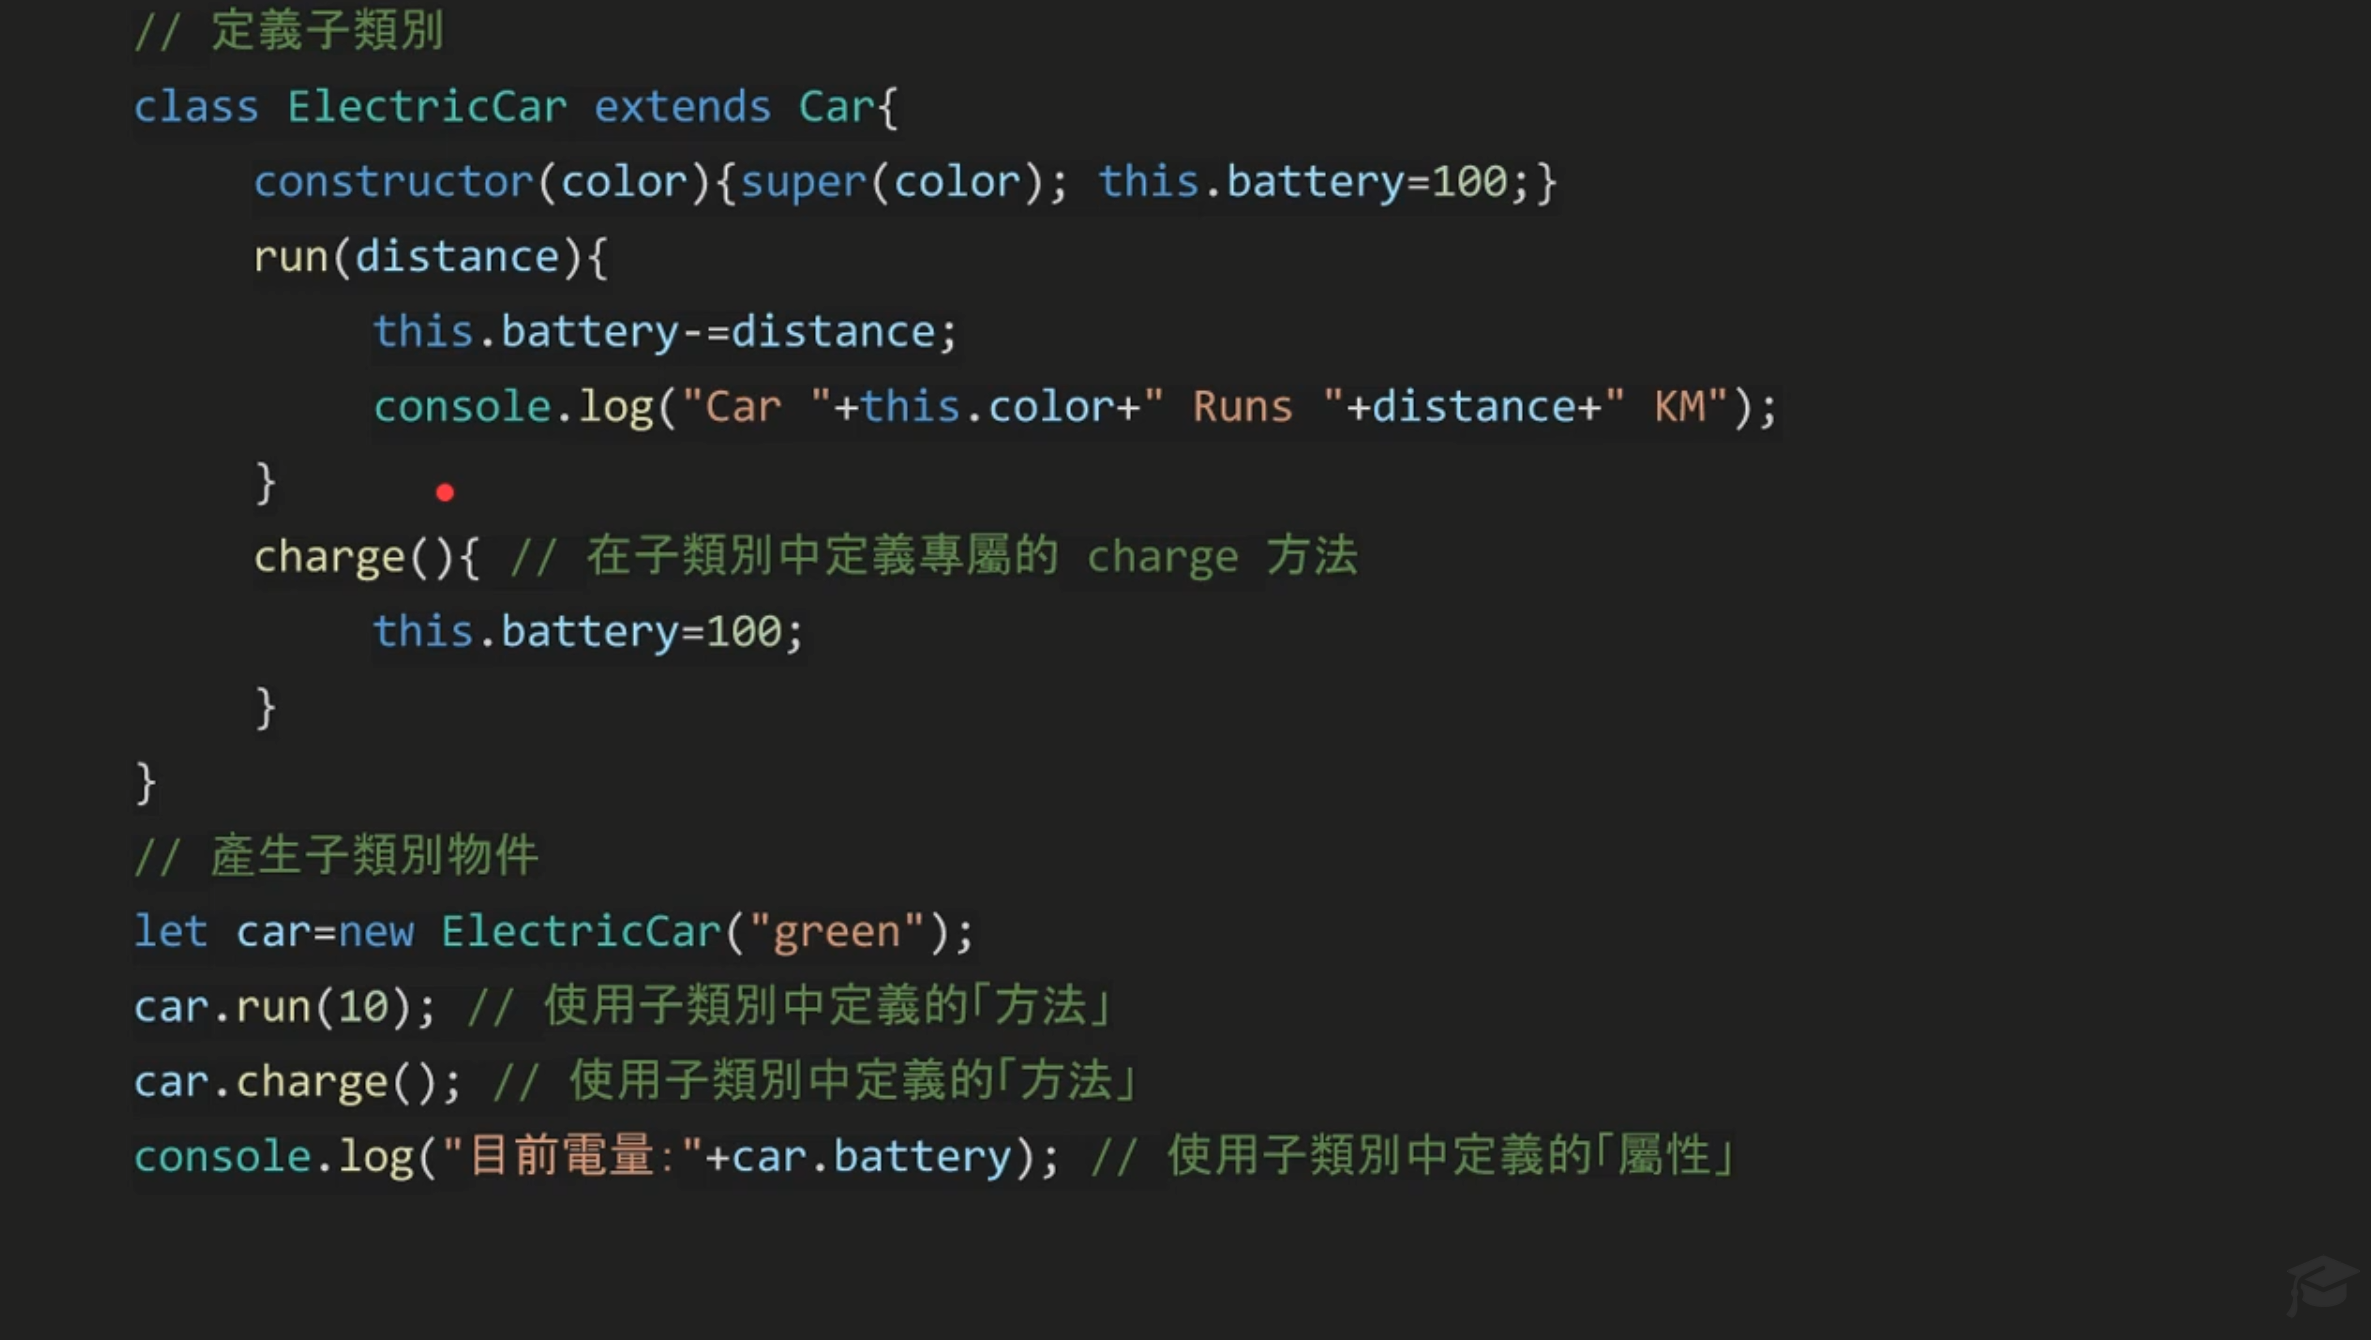 // 定義子類別
class ElectricCar extends Car{
constructor(color){super(color); this.battery=100;}
run(distance){
this.battery-=distance;
console.log("Car "+this.color+" Runs "+distance+" KM");
}
charge(){ // 在子類別中定義專屬的 charge 方法
this.battery=100;
}
}
// 產生子類別物件
let car=new ElectricCar("green");
car.run(10); // 使用子類別中定義的「方法」
car.charge(); // 使用子類別中定義的「方法」
console.log("目前電量:"+car.battery); // 使用子類別中定義的「屬性」